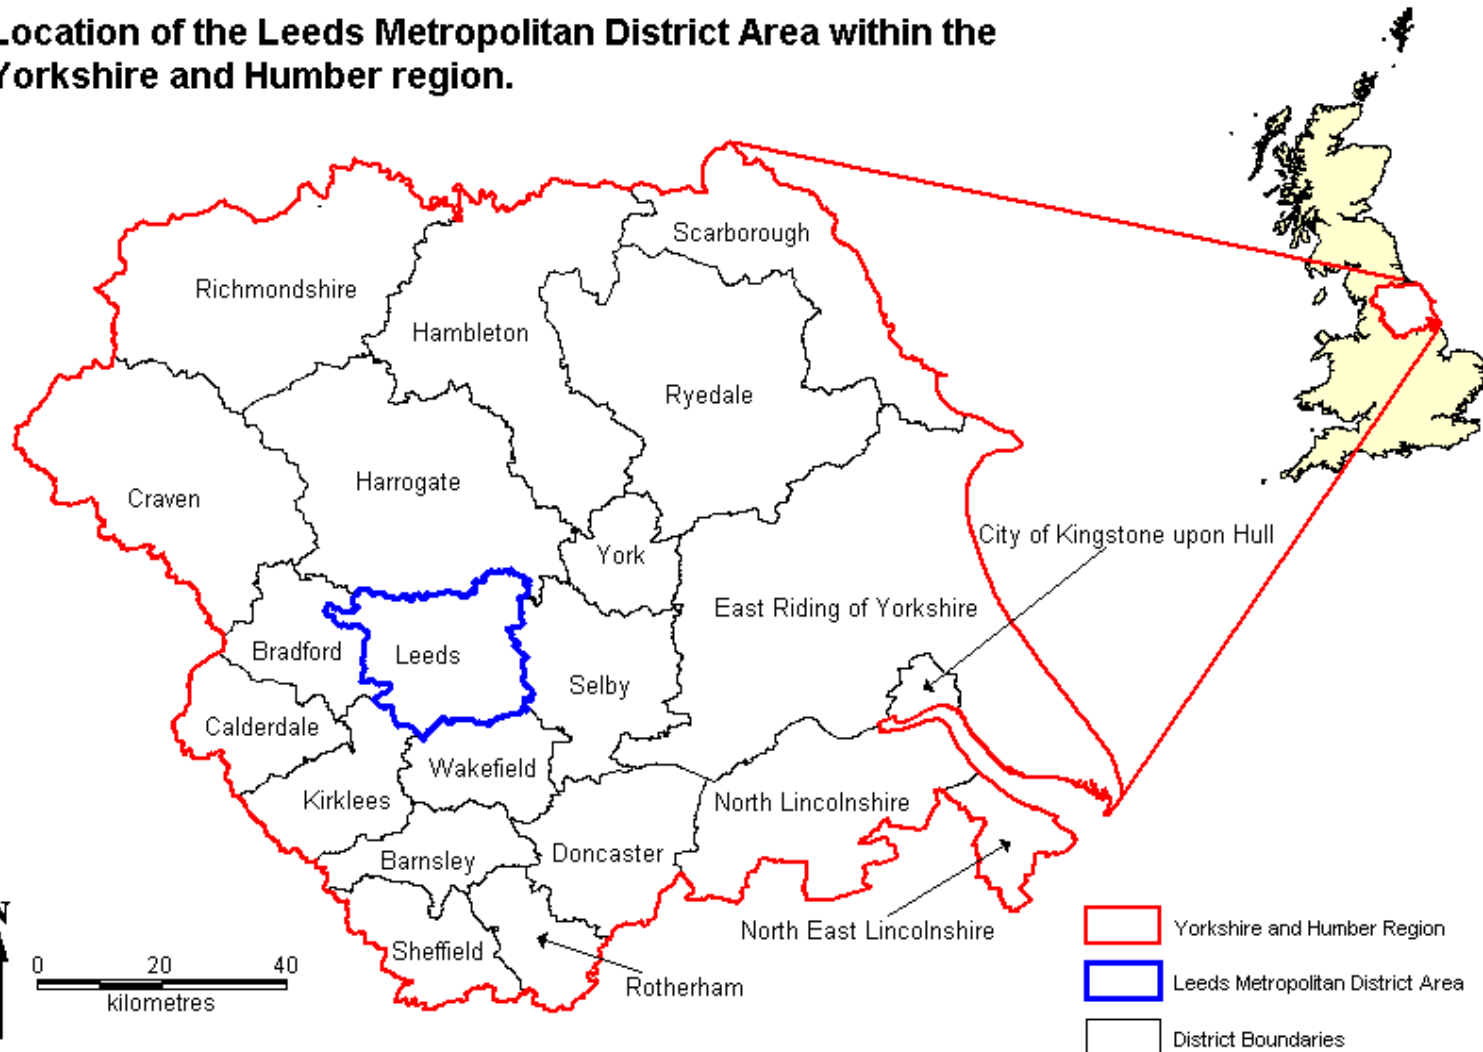 Location of the Leeds Metropolitan District Area within the
Yorkshire and Humber region.
Scarborough
Richmondshire
Hambleton
Ryedale
Harrogate
Craven
City of Kingstone upon Hull
York
East Riding of Yorkshire
Bradford
Leeds
Selby
Calderdale
Wakefield
Kirklees
North Lincolnshire
Barnsley
Doncaster
N
North East Lincolnshire
Yorkshire and Humber Region
Sheffield
0 20 40
Rotherham
Leeds Metropolitan District Area
kilometres
District Boundaries